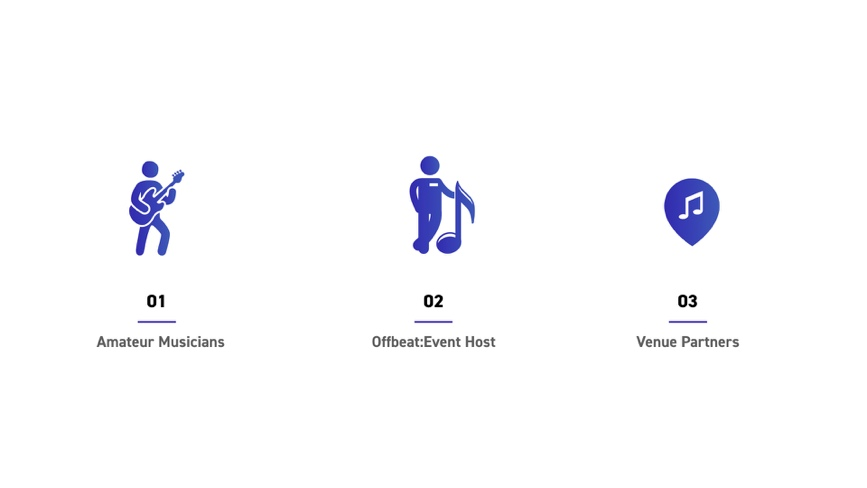 01
Amateur Musicians
02
Offbeat:Event Host
03
Venue Partners